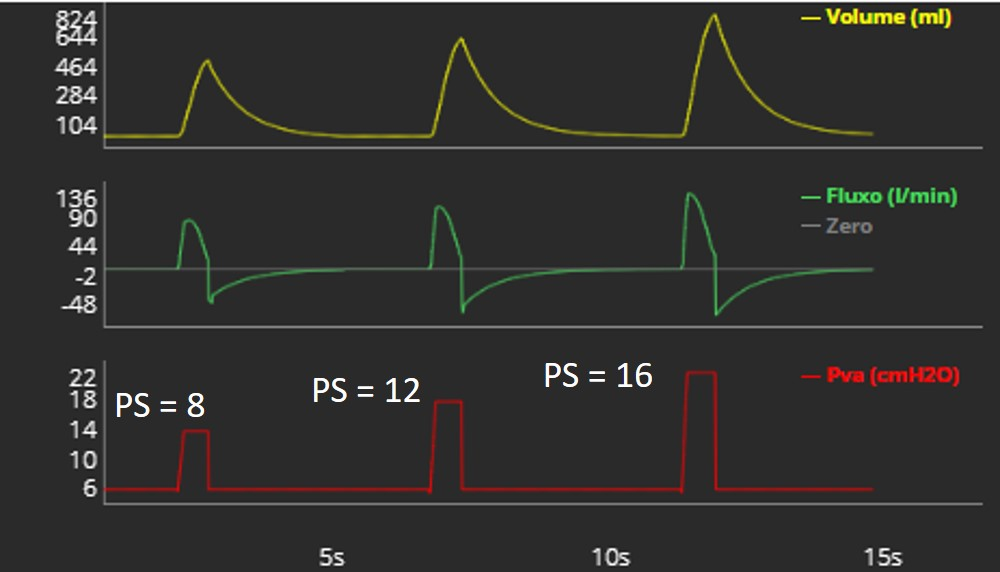 824
644
464
284
104
Volume (ml)
136
90
44
-2
-48
Fluxo (l/min)
Zero
22
18
14
10
6
PS = 8
PS = 12
PS = 16
Pva (cmH2O)
5s
10s
15s